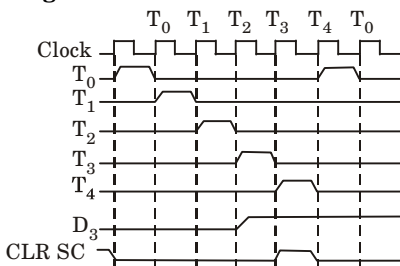 T₀ T₁ T₂ T₃ T₄ T₀
Clock
T₀
T₁
T₂
T₃
T₄
D₃
CLR SC